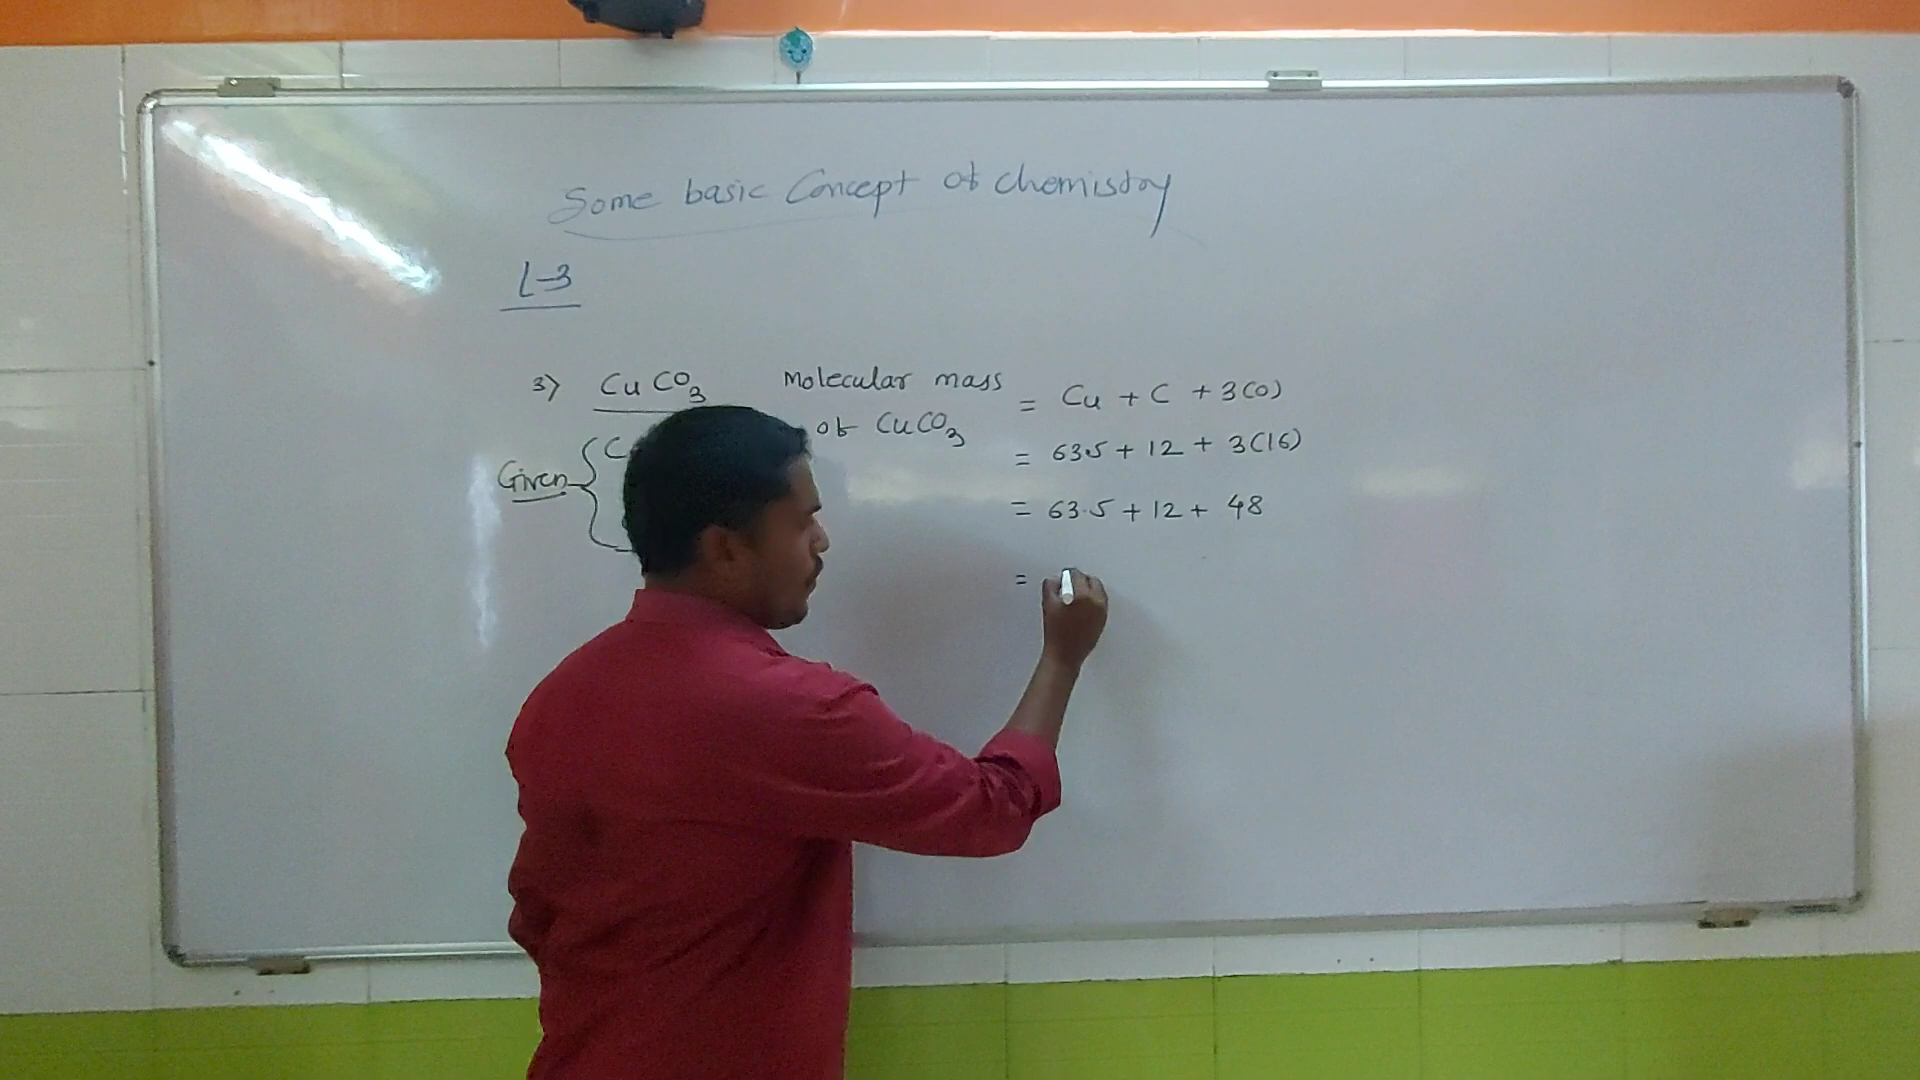 Some basic Concept of chemistry
L-3
3) CuCO3
Given { C
Molecular mass of CuCO3
= Cu + C + 3(O)
= 63.5 + 12 + 3(16)
= 63.5 + 12 + 48
=